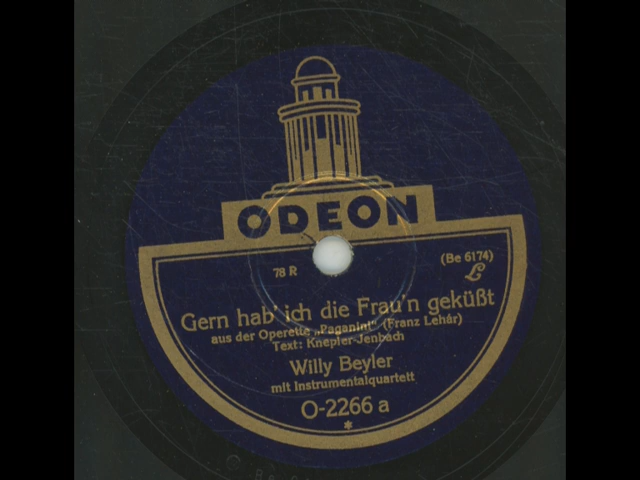 ODEON
78 R
(Be 6174)
L
Gern hab' ich die Frau'n geküßt
aus der Operette „Paganini" (Franz Lehár)
Text: Knepler-Jenbach
Willy Beyler
mit Instrumentalquartett
O-2266 a
*